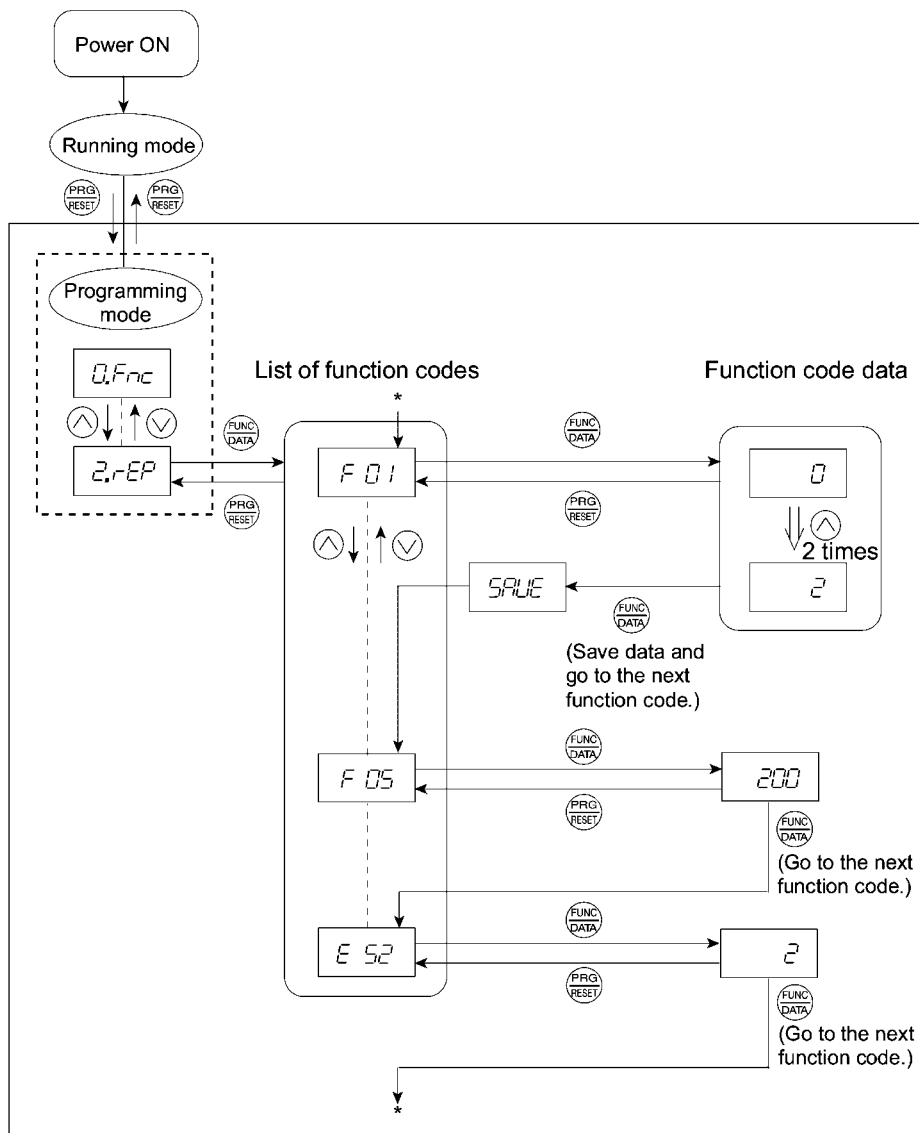 Power ON
Running mode
PRG
RESET
PRG
RESET
Programming
mode
0.Fnc
2.rEP
FUNC
DATA
PRG
RESET
List of function codes
*
F 01
FUNC
DATA
PRG
RESET
Function code data
0
2 times
2
SAVE
FUNC
DATA
(Save data and
go to the next
function code.)
F 05
FUNC
DATA
PRG
RESET
200
FUNC
DATA
(Go to the next
function code.)
E 52
FUNC
DATA
PRG
RESET
2
FUNC
DATA
(Go to the next
function code.)
*